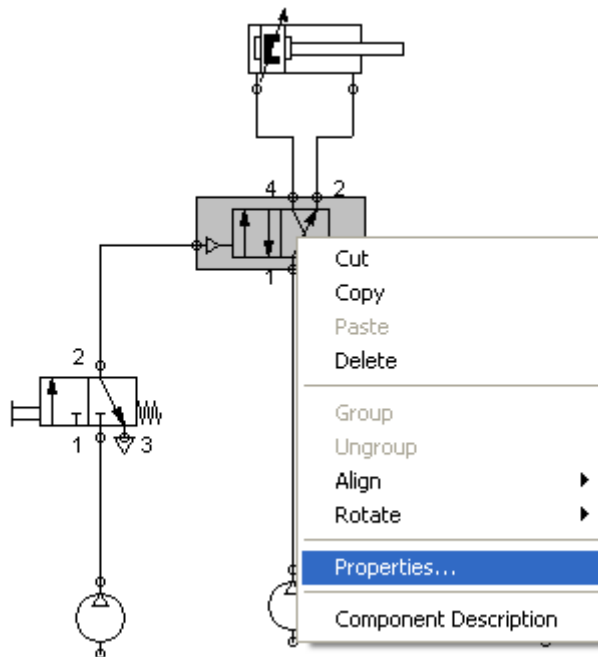 4 2
1
2
1 3
Cut
Copy
Paste
Delete
Group
Ungroup
Align
Rotate
Properties...
Component Description